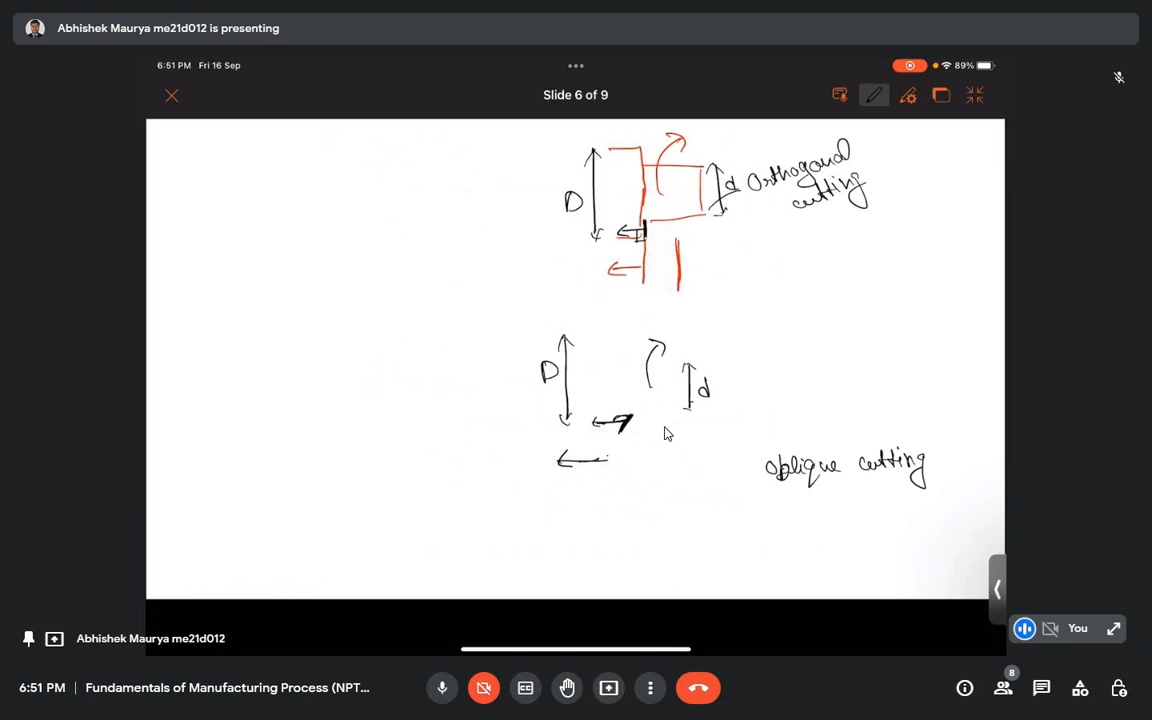 Abhishek Maurya me21d012 is presenting
6:51 PM Fri 16 Sep
89%
Slide 6 of 9
D
d
Orthogonal
cutting
D
d
oblique cutting
Abhishek Maurya me21d012
You
6:51 PM | Fundamentals of Manufacturing Process (NPT...
CC
8